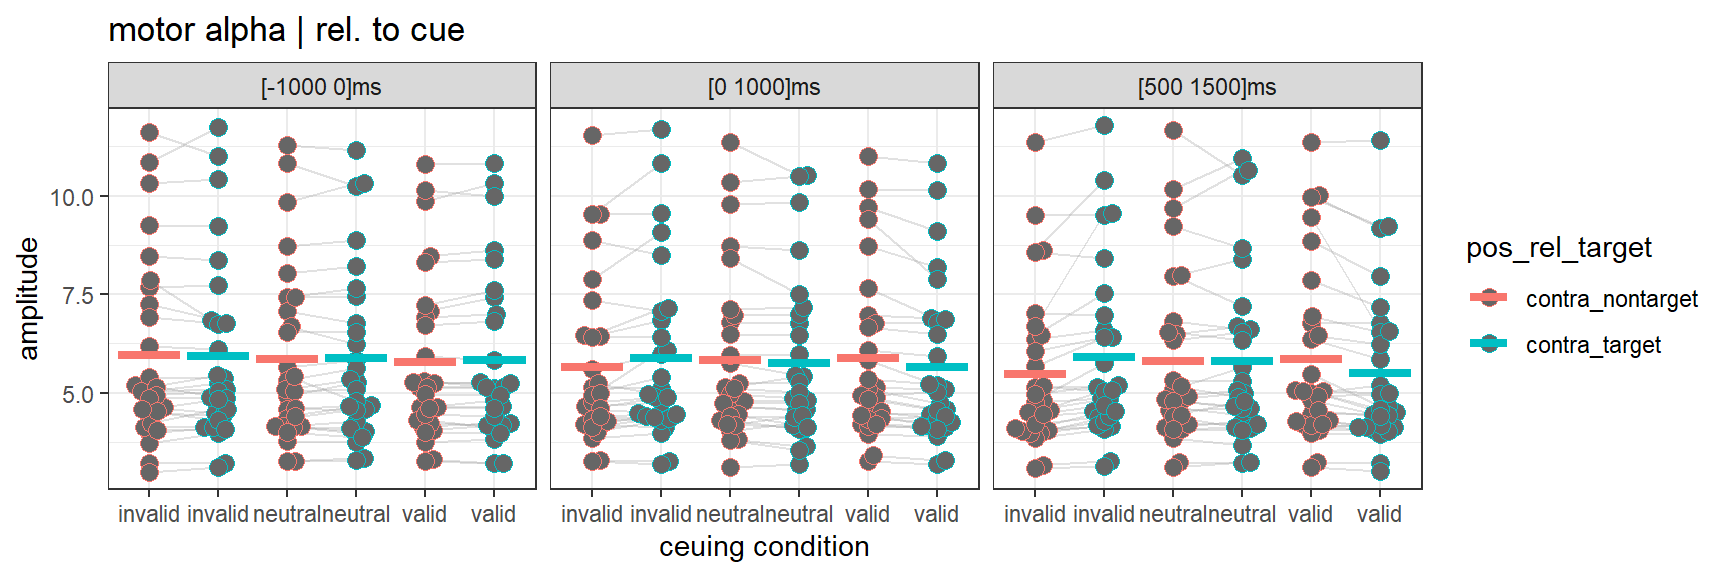 motor alpha | rel. to cue
[-1000 0]ms
[0 1000]ms
[500 1500]ms
amplitude
10.0
7.5
5.0
invalid invalid neutral neutral valid valid
invalid invalid neutral neutral valid valid
invalid invalid neutral neutral valid valid
ceuing condition
pos_rel_target
contra_nontarget
contra_target